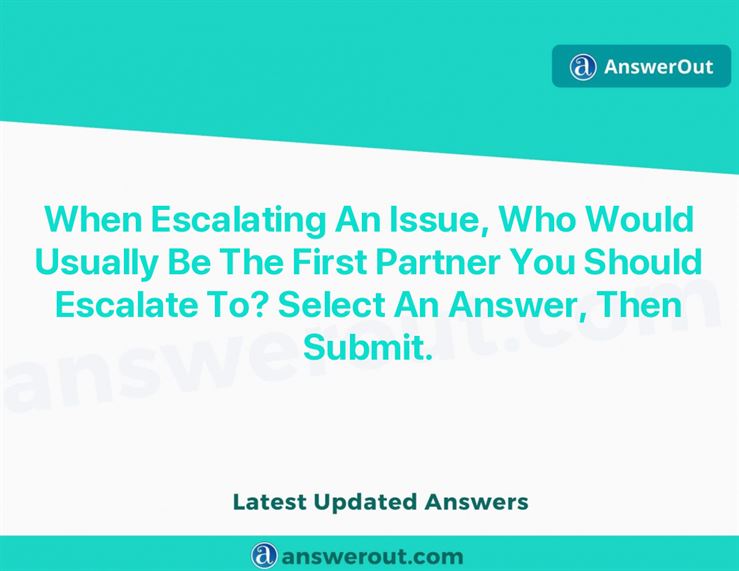 AnswerOut
When Escalating An Issue, Who Would
Usually Be The First Partner You Should
Escalate To? Select An Answer, Then
Submit.
answerout.com
Latest Updated Answers
answerout.com